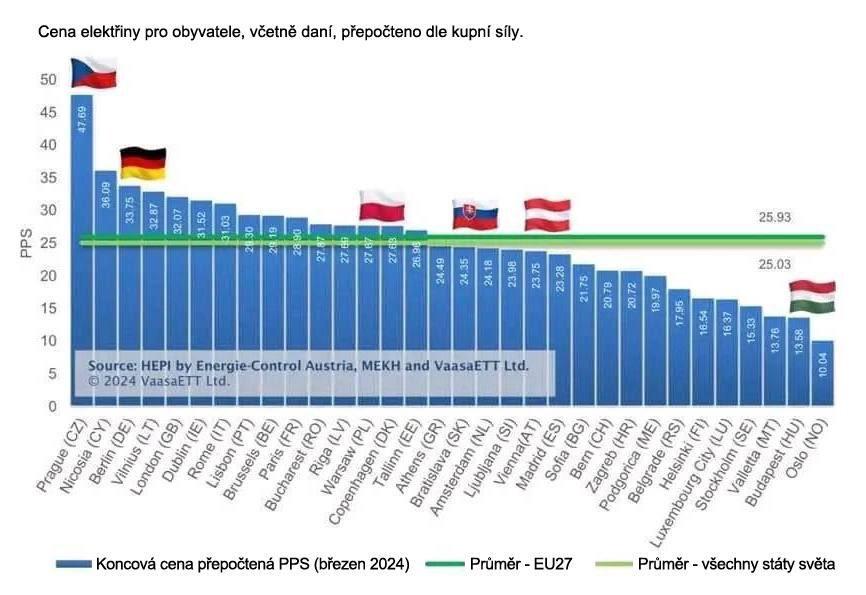 Cena elektřiny pro obyvatele, včetně daní, přepočteno dle kupní síly.
PPS
50
45
40
35
30
25
20
15
10
5
0
47.69
36.09
33.75
32.87
32.07
31.52
31.03
29.30
29.19
28.90
27.87
27.69
27.67
27.63
26.96
24.49
24.35
24.18
23.98
23.75
23.28
21.75
20.79
20.72
19.97
17.95
16.54
16.37
15.33
13.76
13.58
10.04
25.93
25.03
Source: HEPI by Energie-Control Austria, MEKH and VaasaETT Ltd.
© 2024 VaasaETT Ltd.
Prague (CZ)
Nicosia (CY)
Berlin (DE)
Vilnius (LT)
London (GB)
Dublin (IE)
Rome (IT)
Lisbon (PT)
Brussels (BE)
Paris (FR)
Bucharest (RO)
Riga (LV)
Warsaw (PL)
Copenhagen (DK)
Tallinn (EE)
Athens (GR)
Bratislava (SK)
Amsterdam (NL)
Ljubljana (SI)
Vienna(AT)
Madrid (ES)
Sofia (BG)
Bern (CH)
Zagreb (HR)
Podgorica (ME)
Belgrade (RS)
Helsinki (FI)
Luxembourg City (LU)
Stockholm (SE)
Valletta (MT)
Budapest (HU)
Oslo (NO)
Koncová cena přepočtená PPS (březen 2024)
Průměr - EU27
Průměr - všechny státy světa